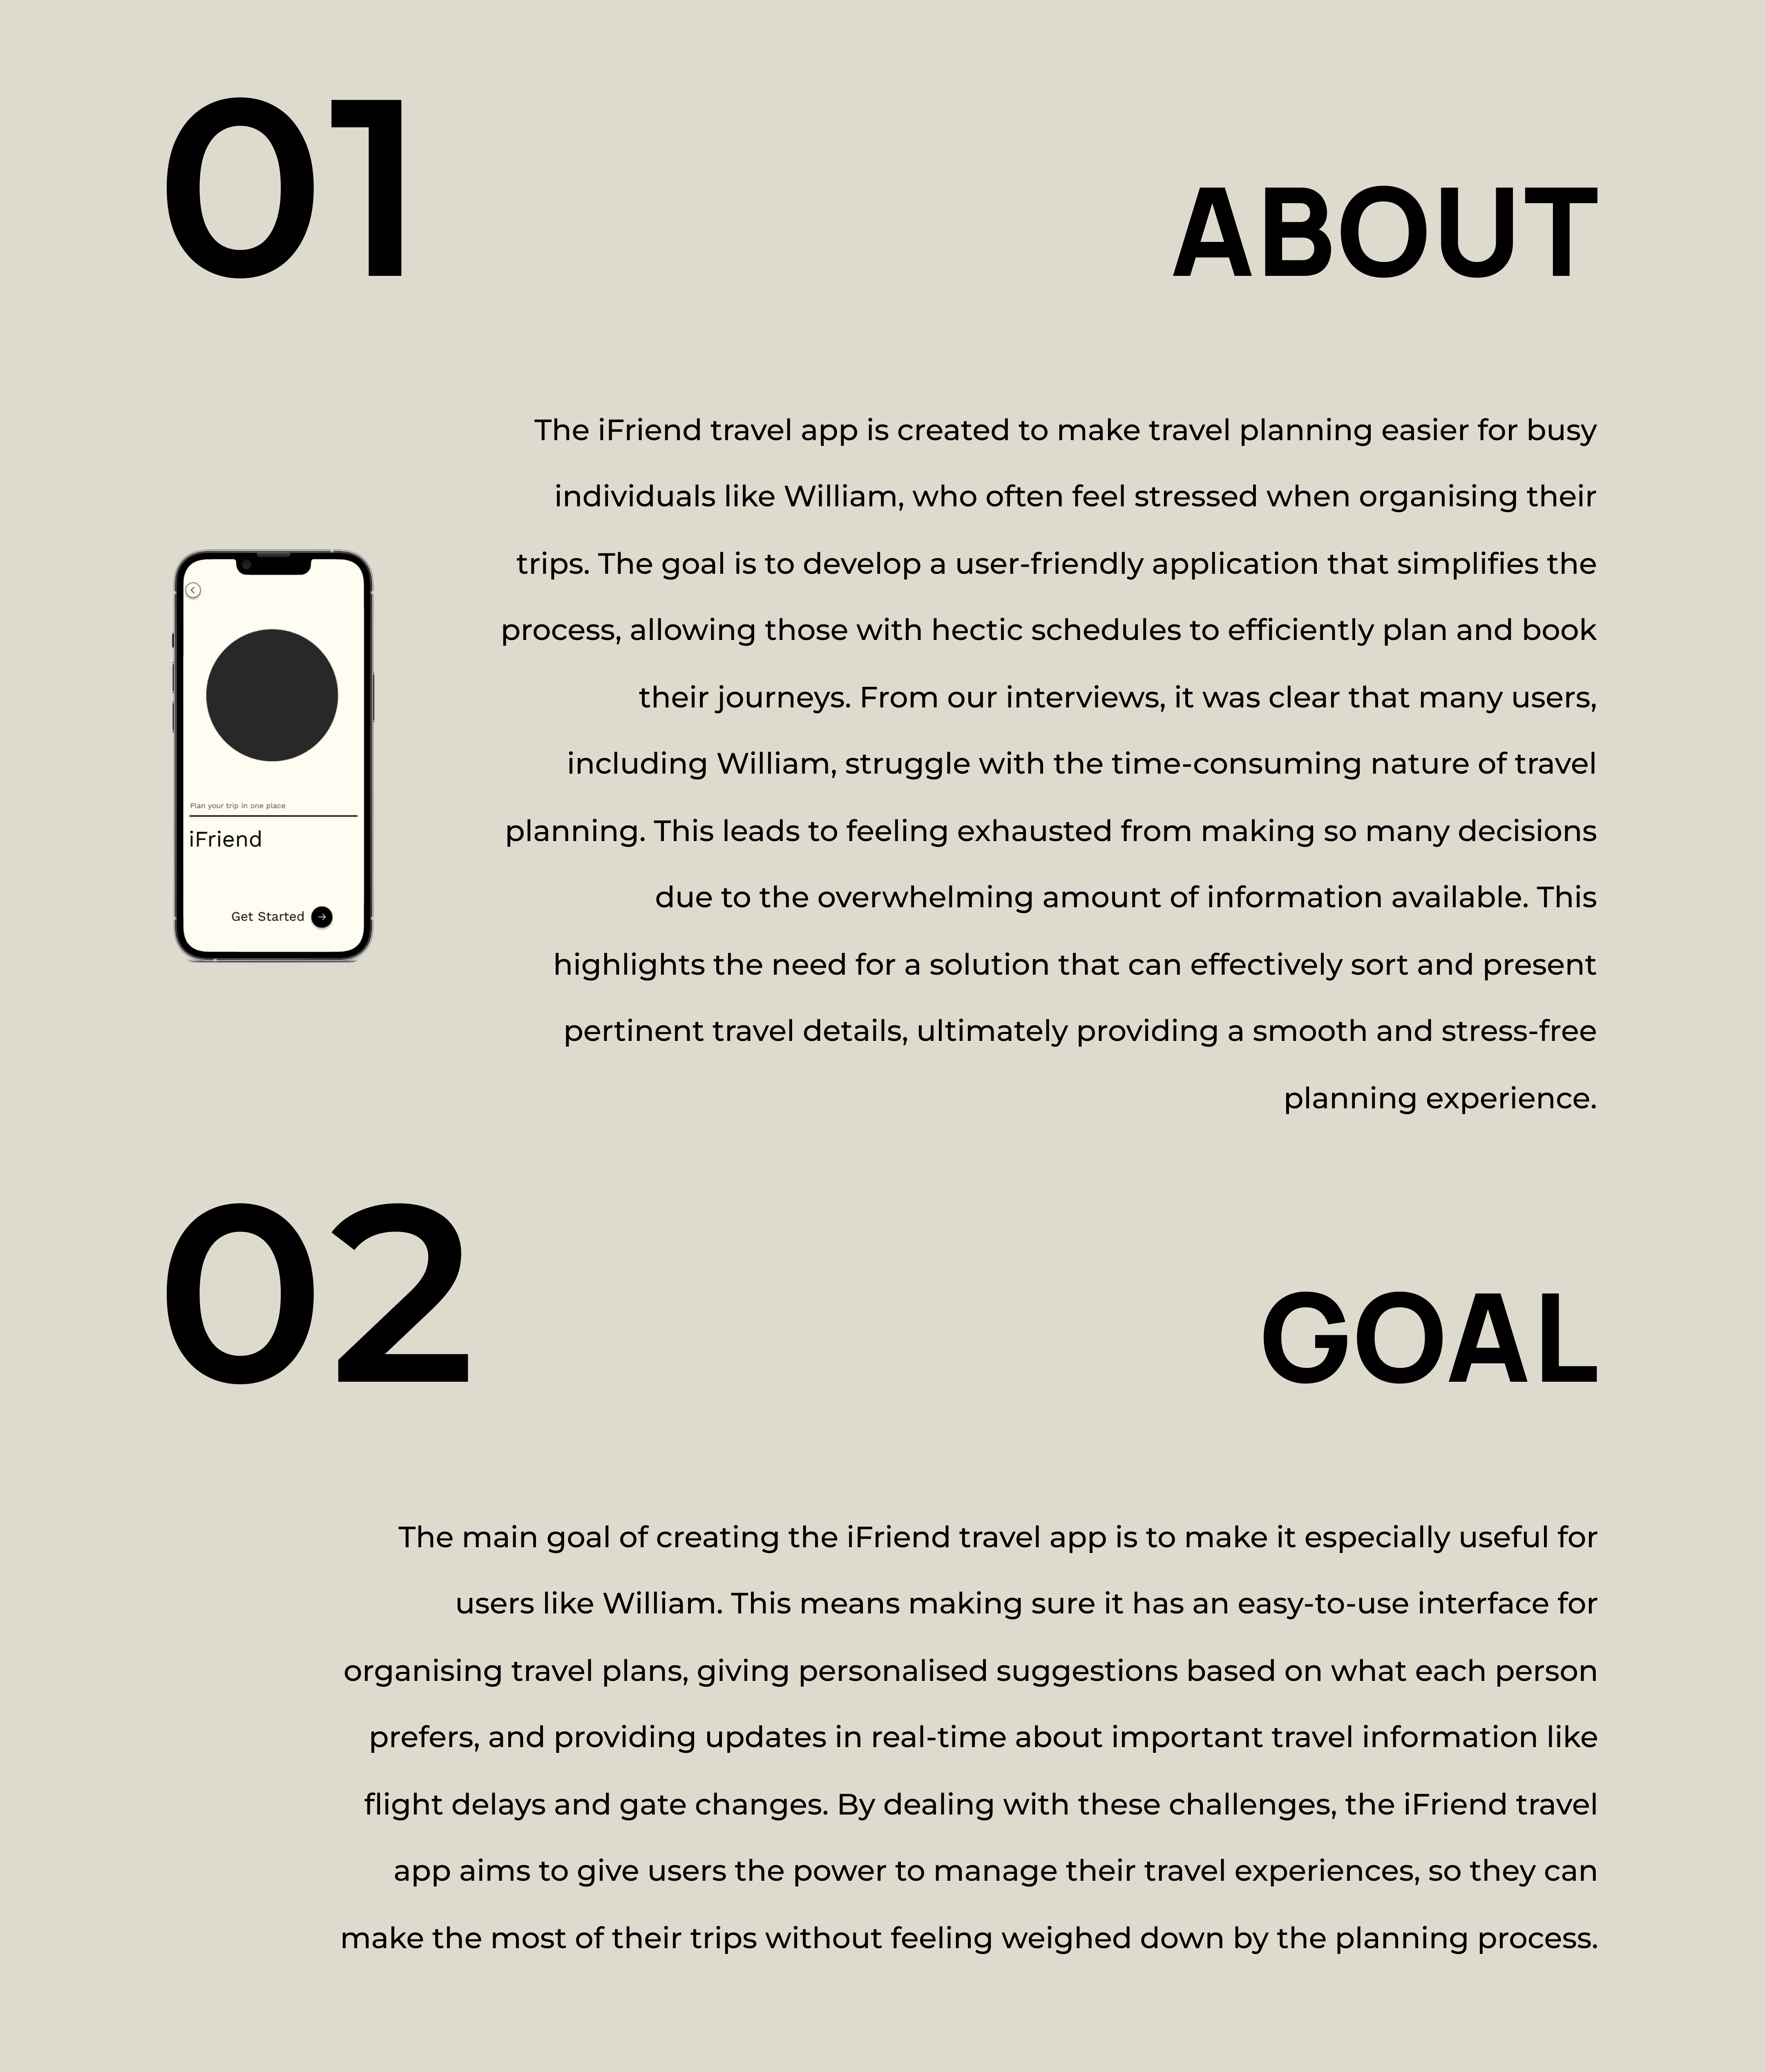 01
ABOUT
The iFriend travel app is created to make travel planning easier for busy
individuals like William, who often feel stressed when organising their
trips. The goal is to develop a user-friendly application that simplifies the
process, allowing those with hectic schedules to efficiently plan and book
their journeys. From our interviews, it was clear that many users,
including William, struggle with the time-consuming nature of travel
planning. This leads to feeling exhausted from making so many decisions
due to the overwhelming amount of information available. This
highlights the need for a solution that can effectively sort and present
pertinent travel details, ultimately providing a smooth and stress-free
planning experience.
Plan your trip in one place
iFriend
Get Started
02
GOAL
The main goal of creating the iFriend travel app is to make it especially useful for
users like William. This means making sure it has an easy-to-use interface for
organising travel plans, giving personalised suggestions based on what each person
prefers, and providing updates in real-time about important travel information like
flight delays and gate changes. By dealing with these challenges, the iFriend travel
app aims to give users the power to manage their travel experiences, so they can
make the most of their trips without feeling weighed down by the planning process.